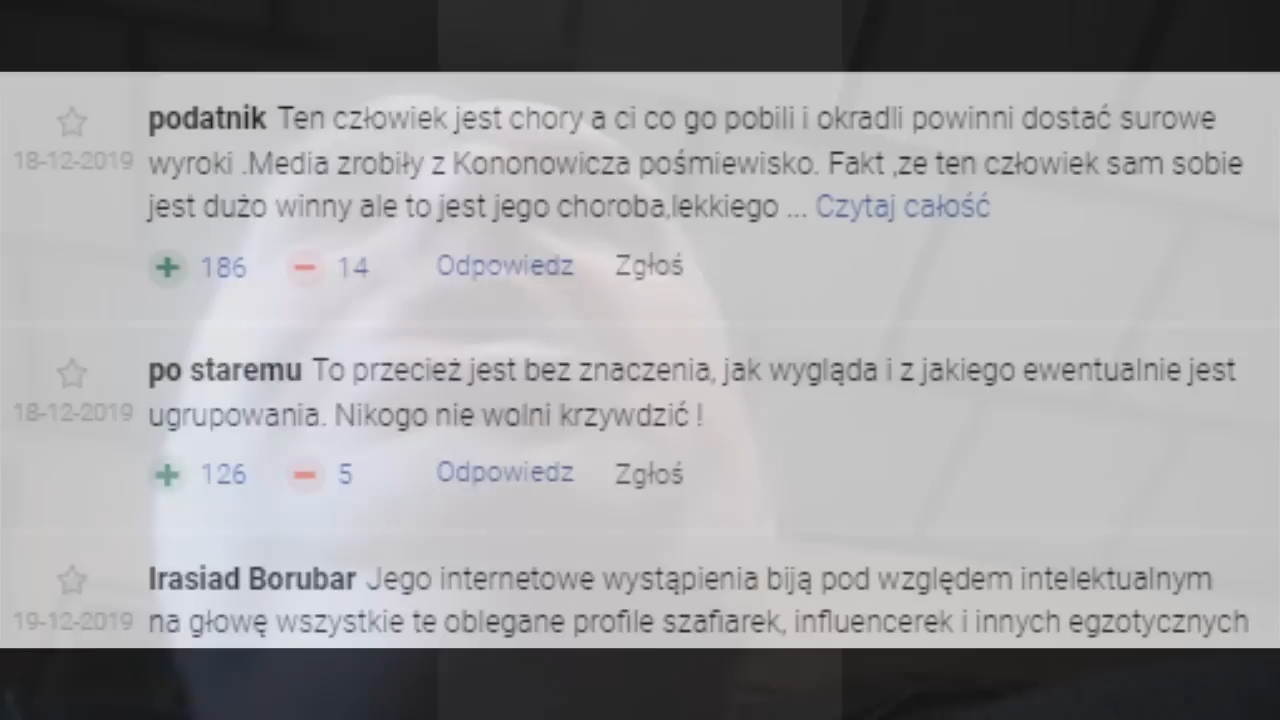 podatnik Ten człowiek jest chory a ci co go pobili i okradli powinni dostać surowe
18-12-2019 wyroki .Media zrobiły z Kononowicza pośmiewisko. Fakt ,ze ten człowiek sam sobie
jest dużo winny ale to jest jego choroba,lekkiego ... Czytaj całość
+ 186 − 14 Odpowiedz Zgłoś
po staremu To przecież jest bez znaczenia, jak wygląda i z jakiego ewentualnie jest
18-12-2019 ugrupowania. Nikogo nie wolni krzywdzić !
+ 126 − 5 Odpowiedz Zgłoś
Irasiad Borubar Jego internetowe wystąpienia biją pod względem intelektualnym
19-12-2019 na głowę wszystkie te oblegane profile szafiarek, influencerek i innych egzotycznych